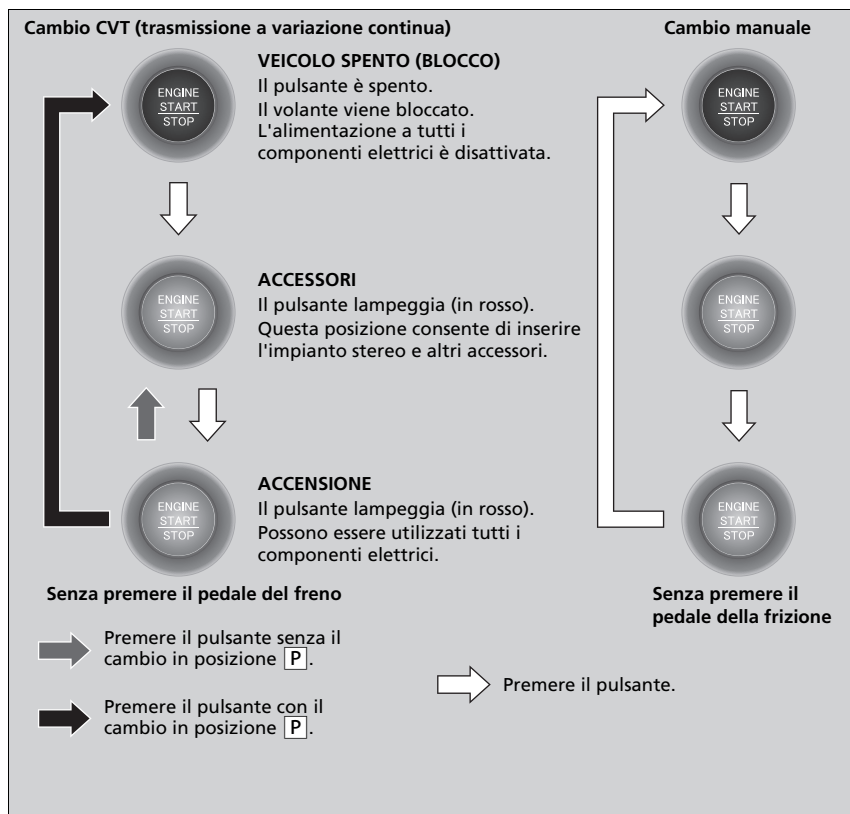 Cambio CVT (trasmissione a variazione continua)
Cambio manuale
ENGINE
START
STOP
VEICOLO SPENTO (BLOCCO)
Il pulsante è spento.
Il volante viene bloccato.
L'alimentazione a tutti i
componenti elettrici è disattivata.
ENGINE
START
STOP
ENGINE
START
STOP
ACCESSORI
Il pulsante lampeggia (in rosso).
Questa posizione consente di inserire
l'impianto stereo e altri accessori.
ENGINE
START
STOP
ENGINE
START
STOP
ACCENSIONE
Il pulsante lampeggia (in rosso).
Possono essere utilizzati tutti i
componenti elettrici.
ENGINE
START
STOP
Senza premere il pedale del freno
Senza premere il
pedale della frizione
Premere il pulsante senza il
cambio in posizione P.
Premere il pulsante con il
cambio in posizione P.
Premere il pulsante.